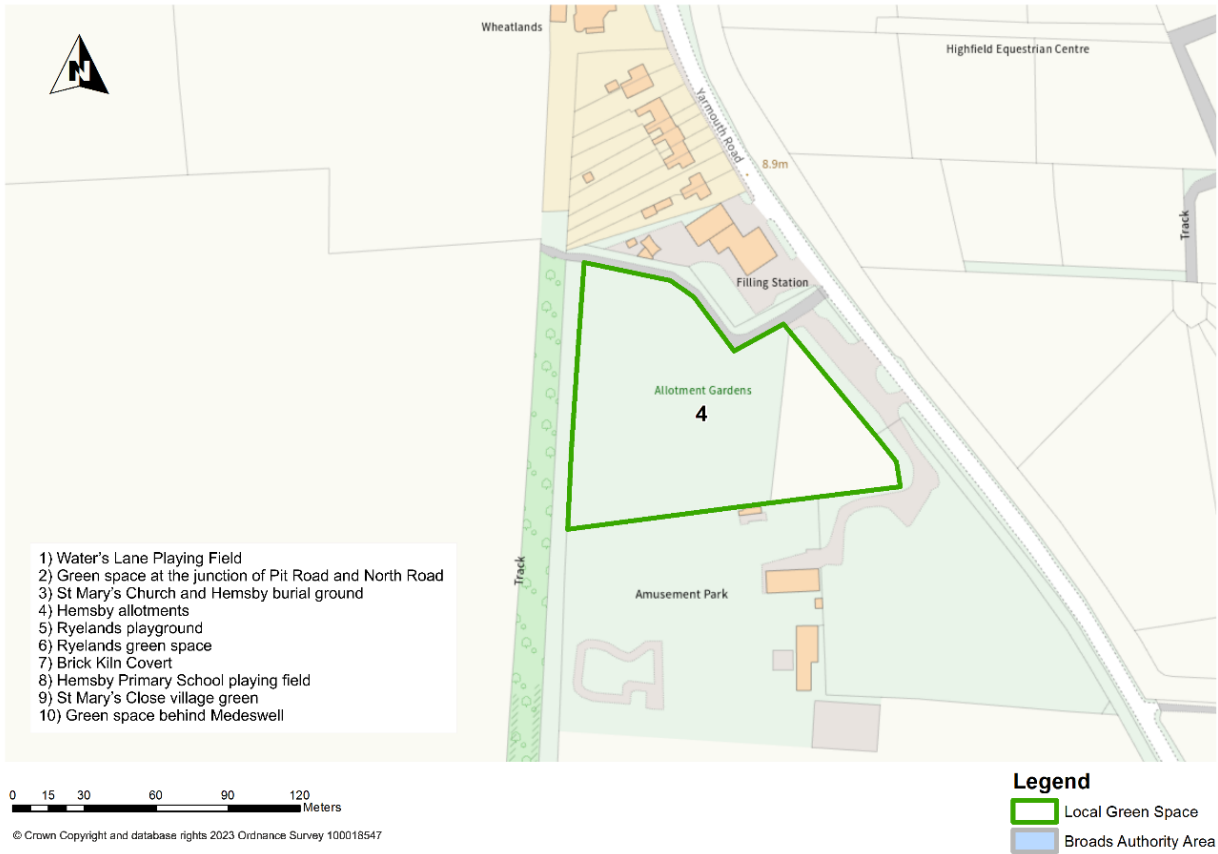 Wheatlands
Highfield Equestrian Centre
N
Yarmouth Road
8.9m
Track
Filling Station
Allotment Gardens
4
Track
Amusement Park
1) Water's Lane Playing Field
2) Green space at the junction of Pit Road and North Road
3) St Mary's Church and Hemsby burial ground
4) Hemsby allotments
5) Ryelands playground
6) Ryelands green space
7) Brick Kiln Covert
8) Hemsby Primary School playing field
9) St Mary's Close village green
10) Green space behind Medeswell
0 15 30 60 90 120
Meters
© Crown Copyright and database rights 2023 Ordnance Survey 100018547
Legend
Local Green Space
Broads Authority Area